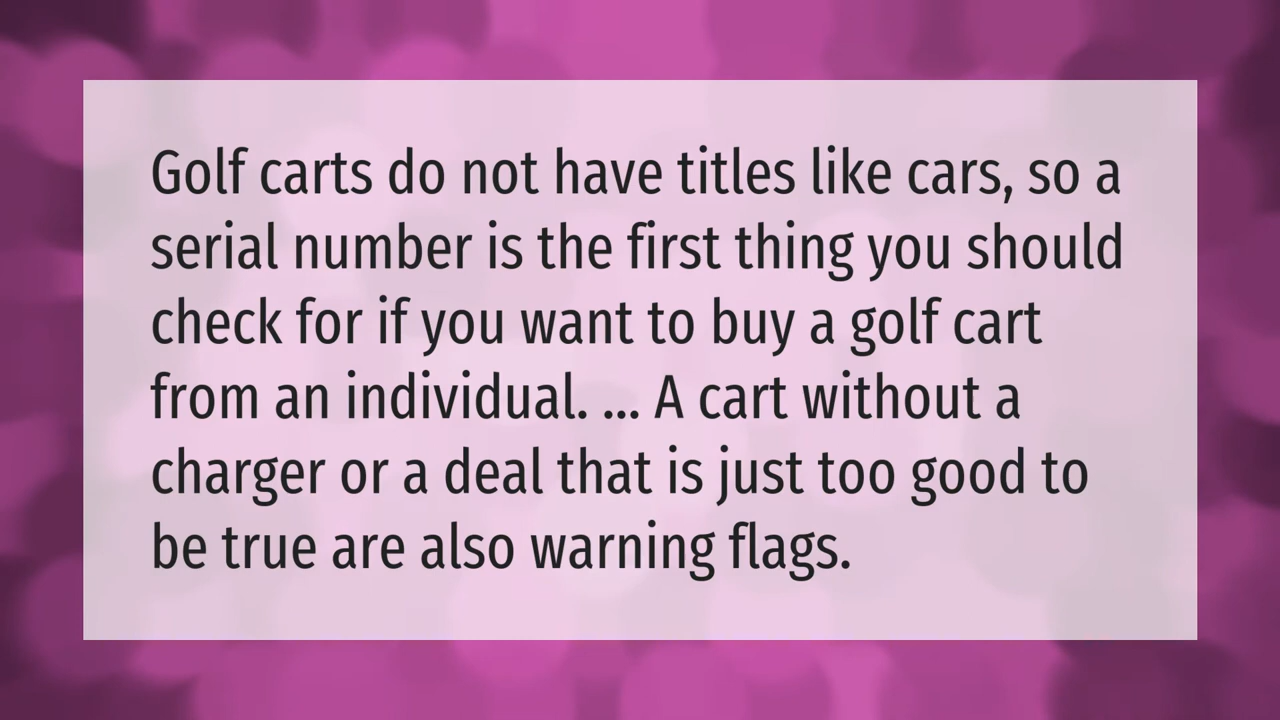 Golf carts do not have titles like cars, so a
serial number is the first thing you should
check for if you want to buy a golf cart
from an individual. ... A cart without a
charger or a deal that is just too good to
be true are also warning flags.